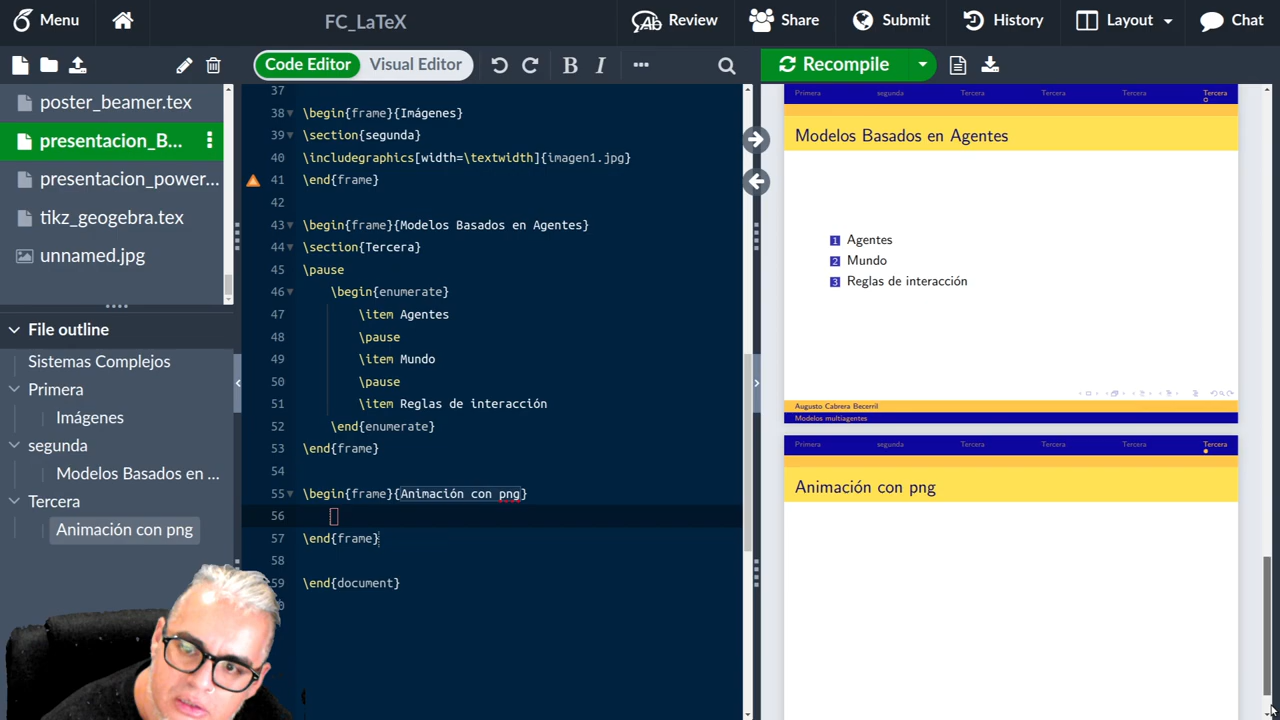 Menu
FC_LaTeX
Review
Share
Submit
History
Layout
Chat
Code Editor
Visual Editor
B
I
Recompile
poster_beamer.tex
presentacion_B...
presentacion_power...
tikz_geogebra.tex
unnamed.jpg
File outline
Sistemas Complejos
Primera
Imágenes
segunda
Modelos Basados en ...
Tercera
Animación con png
37
38 \begin{frame}{Imágenes}
39 \section{segunda}
40 \includegraphics[width=\textwidth]{imagen1.jpg}
41 \end{frame}
42
43 \begin{frame}{Modelos Basados en Agentes}
44 \section{Tercera}
45 \pause
46 \begin{enumerate}
47 \item Agentes
48 \pause
49 \item Mundo
50 \pause
51 \item Reglas de interacción
52 \end{enumerate}
53 \end{frame}
54
55 \begin{frame}{Animación con png}
56
57 \end{frame}
58
59 \end{document}
Primera segunda Tercera Tercera Tercera Tercera
Modelos Basados en Agentes
1 Agentes
2 Mundo
3 Reglas de interacción
Augusto Cabrera Becerril
Modelos multiagentes
Primera segunda Tercera Tercera Tercera Tercera
Animación con png